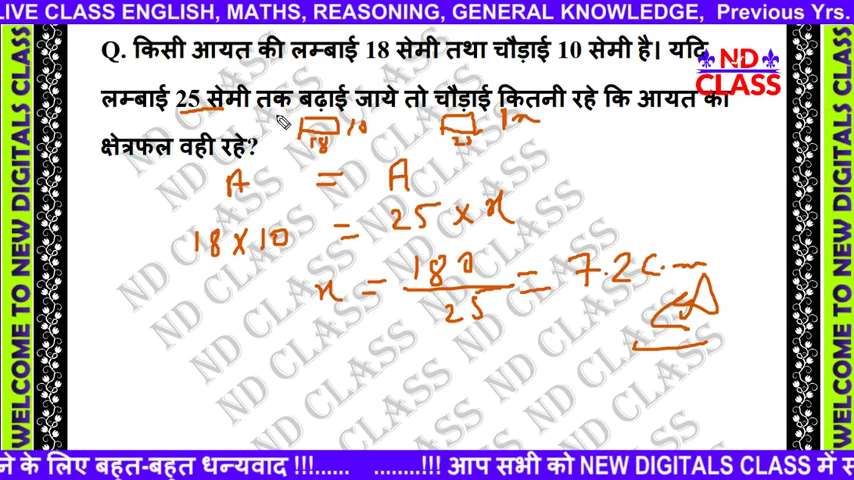 LIVE CLASS ENGLISH, MATHS, REASONING, GENERAL KNOWLEDGE, Previous Yrs.
Q. किसी आयत की लम्बाई 18 सेमी तथा चौड़ाई 10 सेमी है। यदि
ND
CLASS
लम्बाई 25 सेमी तक बढ़ाई जाये तो चौड़ाई कितनी रहे कि आयत का
18 10 25 x
क्षेत्रफल वही रहे?
A = A
18 × 10 = 25 × x
x = 180/25 = 7.2 c.m
WELCOME TO NEW DIGITALS CLASS
WELCOME TO NEW DIGITALS CLASS
ND CLASS
ने के लिए बहुत-बहुत धन्यवाद !!!...... ........!!! आप सभी को NEW DIGITALS CLASS में